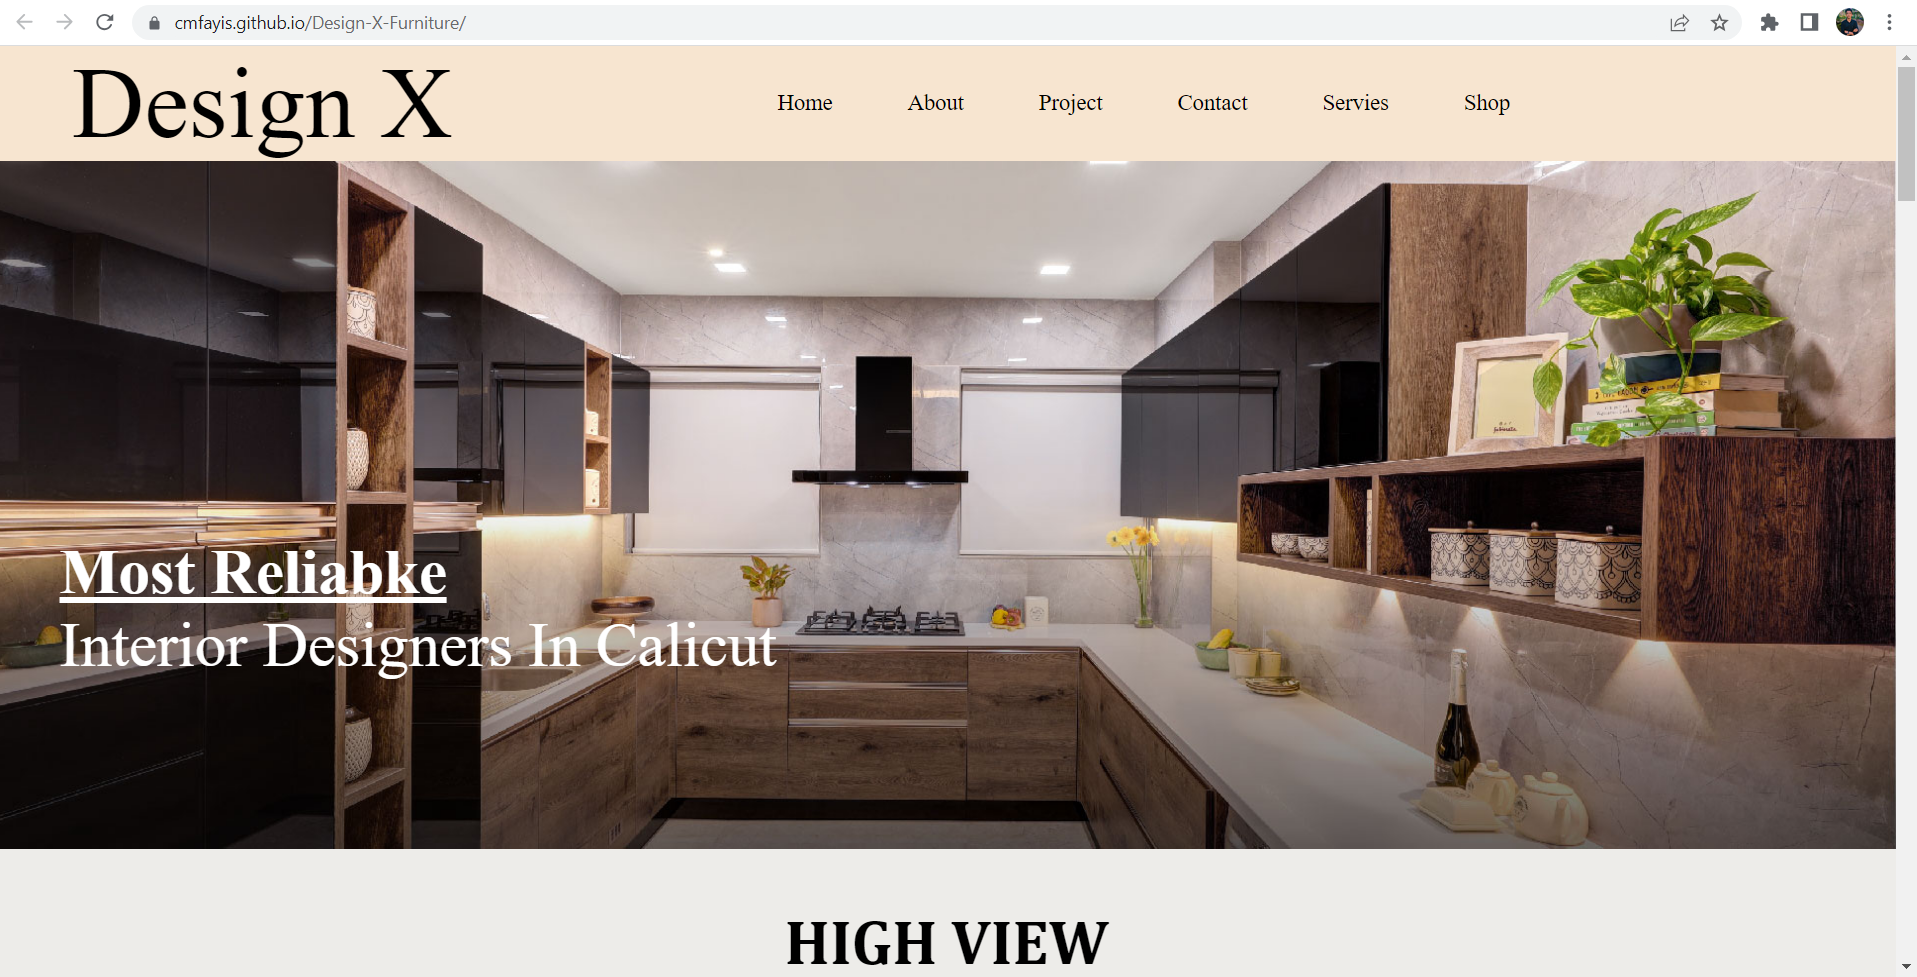 cmfayis.github.io/Design-X-Furniture/
Design X
Home About Project Contact Servies Shop
Most Reliabke
Interior Designers In Calicut
HIGH VIEW